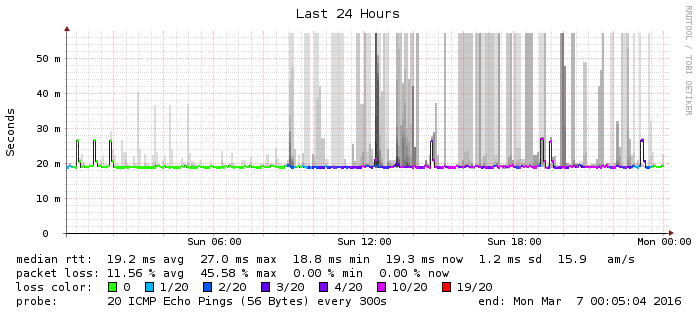 Last 24 Hours
RRDTOOL / TOBI OETIKER
Seconds
50 m
40 m
30 m
20 m
10 m
0
Sun 06:00 Sun 12:00 Sun 18:00 Mon 00:00
median rtt: 19.2 ms avg 27.0 ms max 18.8 ms min 19.3 ms now 1.2 ms sd 15.9 am/s
packet loss: 11.56 % avg 45.58 % max 0.00 % min 0.00 % now
loss color: 0 1/20 2/20 3/20 4/20 10/20 19/20
probe: 20 ICMP Echo Pings (56 Bytes) every 300s end: Mon Mar 7 00:05:04 2016